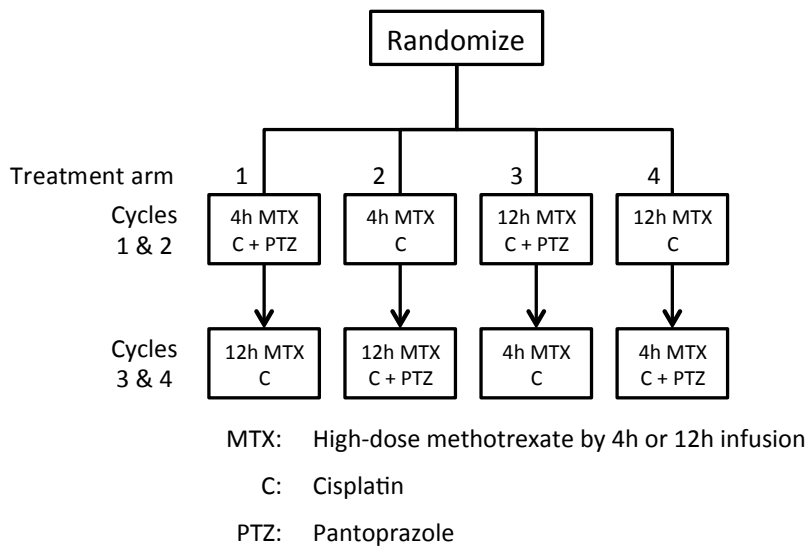 Randomize
Treatment arm 1 2 3 4
Cycles 1 & 2
4h MTX C + PTZ
4h MTX C
12h MTX C + PTZ
12h MTX C
Cycles 3 & 4
12h MTX C
12h MTX C + PTZ
4h MTX C
4h MTX C + PTZ
MTX: High-dose methotrexate by 4h or 12h infusion
C: Cisplatin
PTZ: Pantoprazole